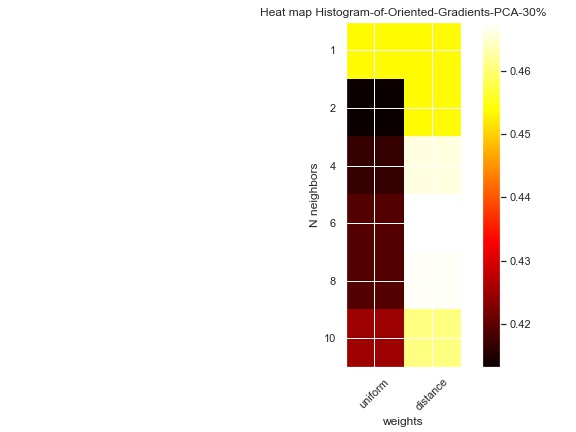 Heat map Histogram-of-Oriented-Gradients-PCA-30%
1
2
4
6
8
10
N neighbors
uniform
distance
weights
0.46
0.45
0.44
0.43
0.42